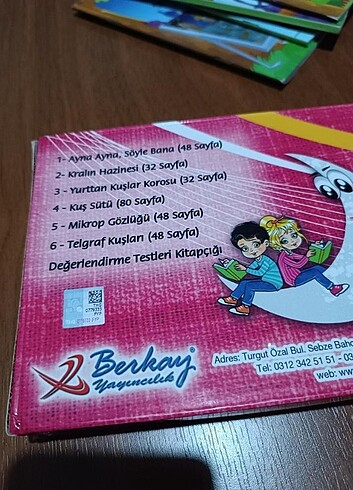 1- Ayna Ayna, Söyle Bana (48 Sayfa)
2- Kralın Hazinesi (32 Sayfa)
3 - Yurttan Kuşlar Korosu (32 Sayfa)
4 - Kuş Sütü (80 Sayfa)
5 - Mikrop Gözlüğü (48 Sayfa)
6 - Telgraf Kuşları (48 Sayfa)
Değerlendirme Testleri Kitapçığı
Berkay
Yayıncılık
Adres: Turgut Özal Bul. Sebze Bahç
Tel: 0312 342 51 51 - 03
web: www.